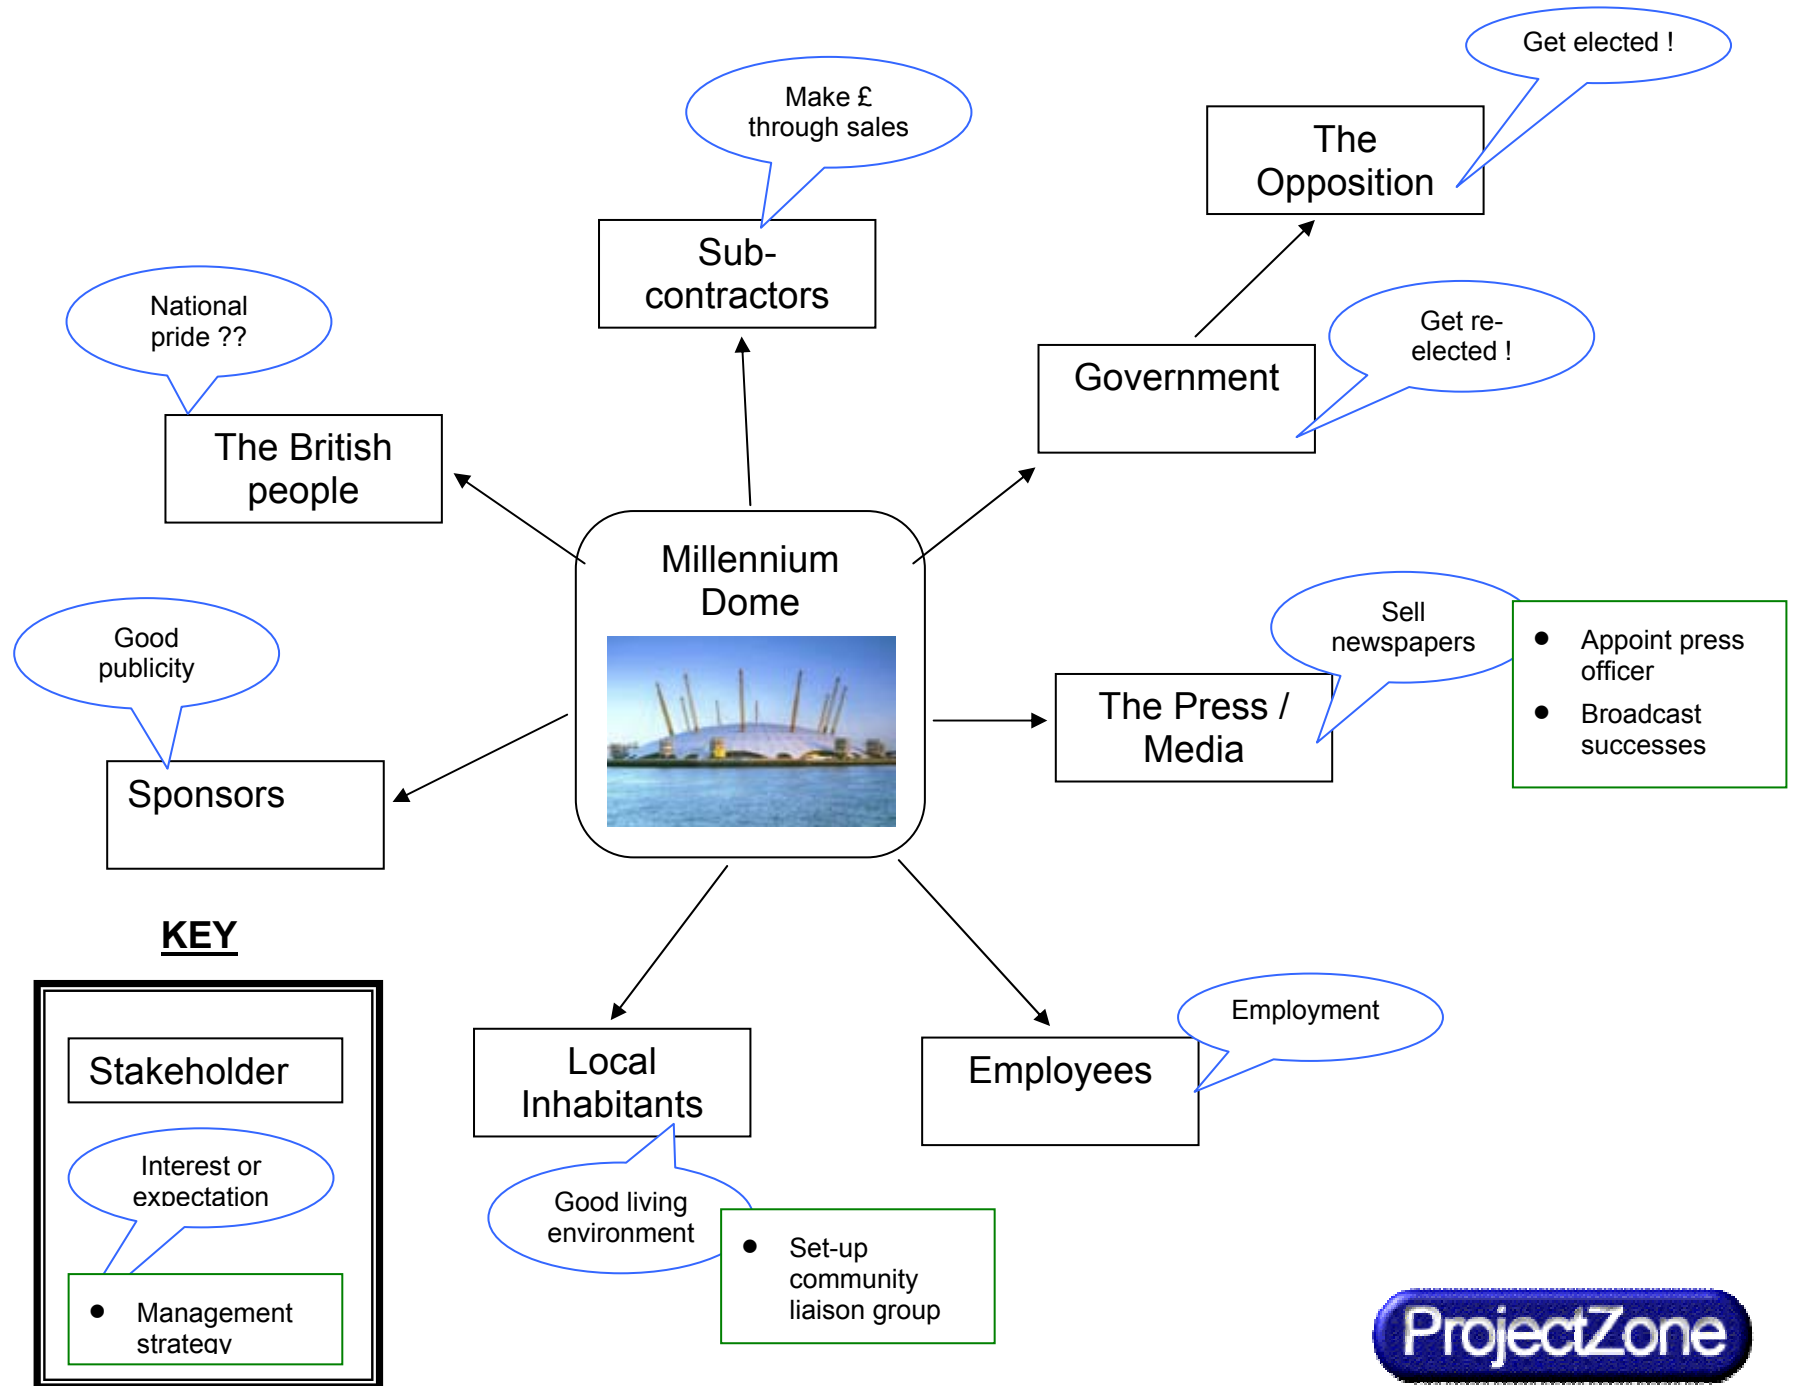 Get elected !
Make £
through sales
The
Opposition
Sub-
contractors
National
pride ??
Get re-
elected !
Government
The British
people
Millennium
Dome
Good
publicity
Sell
newspapers
● Appoint press
officer
● Broadcast
successes
The Press /
Media
Sponsors
KEY
Stakeholder
Interest or
expectation
● Management
strategy
Local
Inhabitants
Good living
environment
● Set-up
community
liaison group
Employment
Employees
ProjectZone